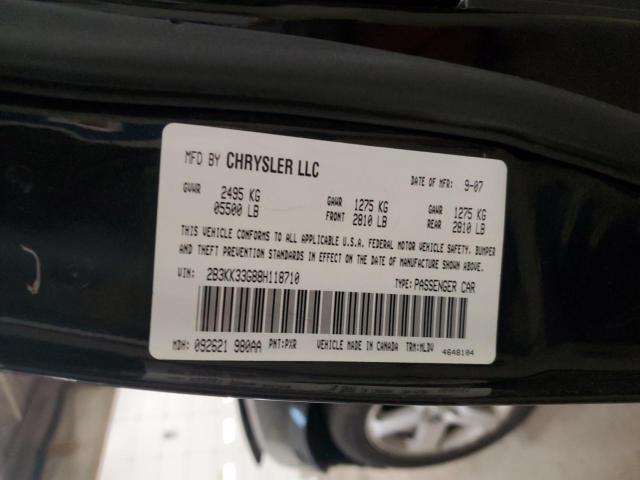 MFD BY CHRYSLER LLC DATE OF MFR: 9-07
GVWR 2495 KG 05500 LB GAWR FRONT 1275 KG 2810 LB GAWR REAR 1275 KG 2810 LB
THIS VEHICLE CONFORMS TO ALL APPLICABLE U.S.A. FEDERAL MOTOR VEHICLE SAFETY, BUMPER
AND THEFT PREVENTION STANDARDS IN EFFECT ON THE DATE OF MANUFACTURE SHOWN ABOVE.
VIN: 2B3KK33G88H118710 TYPE: PASSENGER CAR
MDH: 092621 980AA PNT: PXR VEHICLE MADE IN CANADA TRM: MLDV
4648104